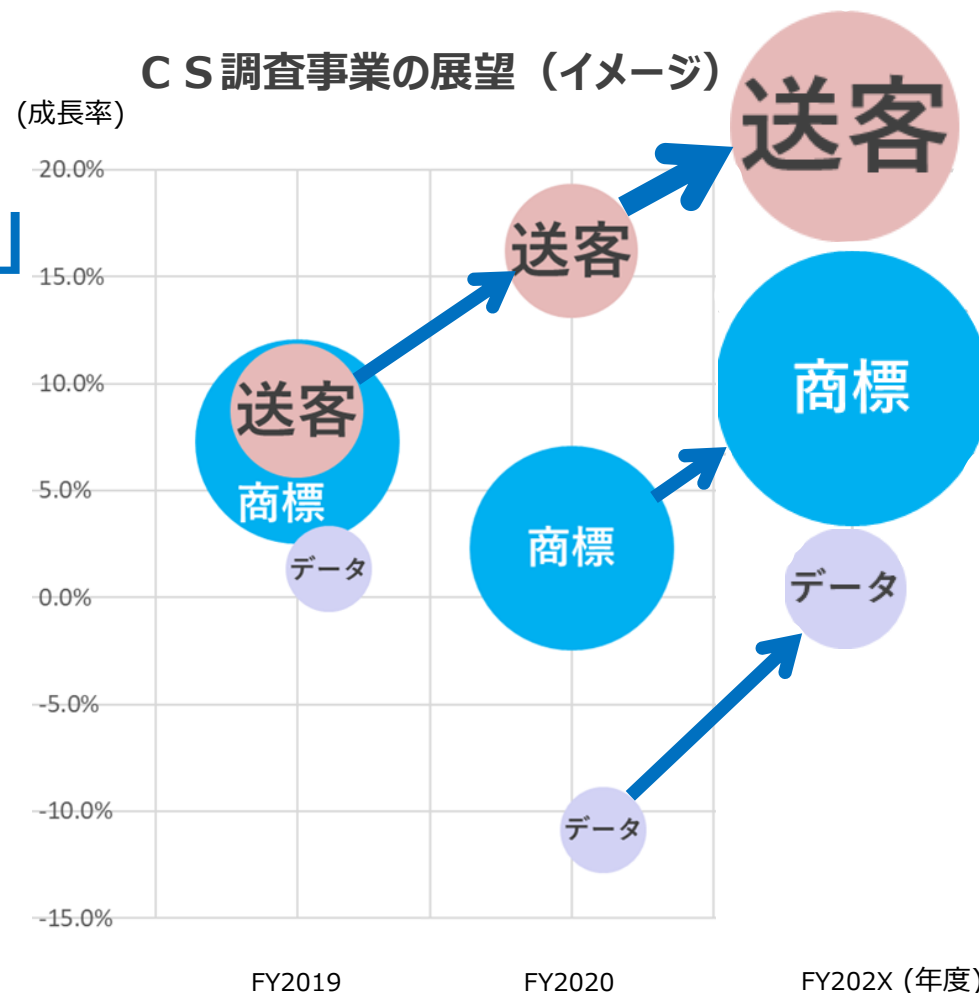 ＣＳ調査事業の展望（イメージ）
(成長率)
送客
20.0%
送客
」
15.0%
10.0%
送客
商標
5.0%
商標
商標
データ
データ
0.0%
-5.0%
-10.0%
データ
-15.0%
FY2019
FY2020
FY202X (年度)